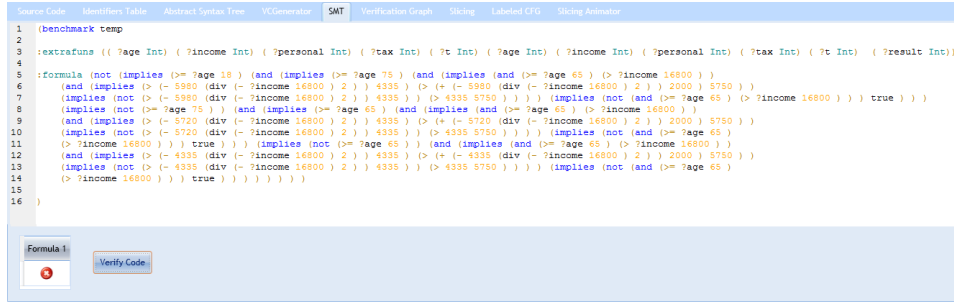 Source Code Identifiers Table Abstract Syntax Tree VCGenerator SMT Verification Graph Slicing Labeled CFG Slicing Animator
1 (benchmark temp
2
3 :extrafuns (( ?age Int) ( ?income Int) ( ?personal Int) ( ?tax Int) ( ?t Int) ( ?age Int) ( ?income Int) ( ?personal Int) ( ?tax Int) ( ?t Int) ( ?result Int))
4
5 :formula (not (implies (>= ?age 18 ) (and (implies (>= ?age 75 ) (and (implies (and (>= ?age 65 ) (> ?income 16800 ) )
6 (and (implies (> (- 5980 (div (- ?income 16800 ) 2 ) ) 4335 ) (> (+ (- 5980 (div (- ?income 16800 ) 2 ) ) 2000 ) 5750 ) )
7 (implies (not (> (- 5980 (div (- ?income 16800 ) 2 ) ) 4335 ) ) (> 4335 5750 ) ) ) ) (implies (not (and (>= ?age 65 ) (> ?income 16800 ) ) ) true ) ) )
8 (implies (not (>= ?age 75 ) ) (and (implies (>= ?age 65 ) (and (implies (and (>= ?age 65 ) (> ?income 16800 ) )
9 (and (implies (> (- 5720 (div (- ?income 16800 ) 2 ) ) 4335 ) (> (+ (- 5720 (div (- ?income 16800 ) 2 ) ) 2000 ) 5750 ) )
10 (implies (not (> (- 5720 (div (- ?income 16800 ) 2 ) ) 4335 ) ) (> 4335 5750 ) ) ) ) (implies (not (and (>= ?age 65 )
11 (> ?income 16800 ) ) ) true ) ) ) (implies (not (>= ?age 65 ) ) (and (implies (and (>= ?age 65 ) (> ?income 16800 ) )
12 (and (implies (> (- 4335 (div (- ?income 16800 ) 2 ) ) 4335 ) (> (+ (- 4335 (div (- ?income 16800 ) 2 ) ) 2000 ) 5750 ) )
13 (implies (not (> (- 4335 (div (- ?income 16800 ) 2 ) ) 4335 ) ) (> 4335 5750 ) ) ) ) (implies (not (and (>= ?age 65 )
14 (> ?income 16800 ) ) ) true ) ) ) ) ) ) ) )
15
16 )
Formula 1
Verify Code